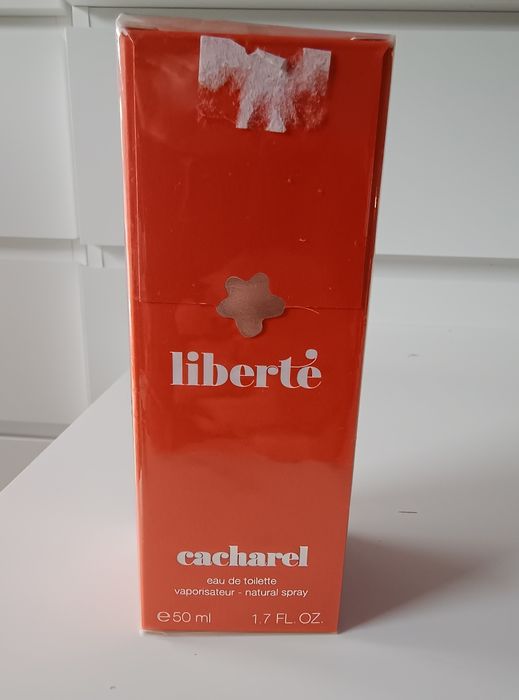 liberté
cacharel
eau de toilette
vaporisateur - natural spray
℮50 ml 1.7 FL. OZ.